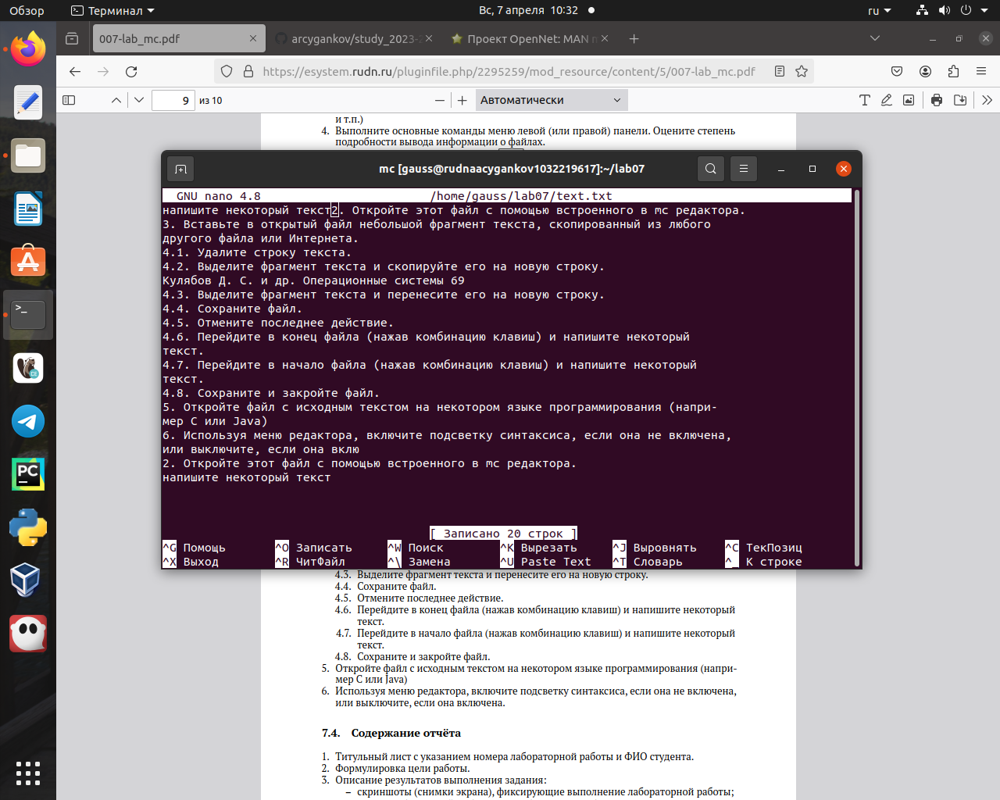 Обзор
Терминал
Вс, 7 апреля 10:32
ru
007-lab_mc.pdf
arcygankov/study_2023-2
Проект OpenNet: MAN m
https://esystem.rudn.ru/pluginfile.php/2295259/mod_resource/content/5/007-lab_mc.pdf
9
из 10
Автоматически
и т.п.)
4. Выполните основные команды меню левой (или правой) панели. Оцените степень
подробности вывода информации о файлах.
mc [gauss@rudnaacygankov1032219617]:~/lab07
GNU nano 4.8 /home/gauss/lab07/text.txt
напишите некоторый текст2. Откройте этот файл с помощью встроенного в mc редактора.
3. Вставьте в открытый файл небольшой фрагмент текста, скопированный из любого
другого файла или Интернета.
4.1. Удалите строку текста.
4.2. Выделите фрагмент текста и скопируйте его на новую строку.
Кулябов Д. С. и др. Операционные системы 69
4.3. Выделите фрагмент текста и перенесите его на новую строку.
4.4. Сохраните файл.
4.5. Отмените последнее действие.
4.6. Перейдите в конец файла (нажав комбинацию клавиш) и напишите некоторый
текст.
4.7. Перейдите в начало файла (нажав комбинацию клавиш) и напишите некоторый
текст.
4.8. Сохраните и закройте файл.
5. Откройте файл с исходным текстом на некотором языке программирования (напри-
мер C или Java)
6. Используя меню редактора, включите подсветку синтаксиса, если она не включена,
или выключите, если она вклю
2. Откройте этот файл с помощью встроенного в mc редактора.
напишите некоторый текст
[ Записано 20 строк ]
^G Помощь ^O Записать ^W Поиск ^K Вырезать ^J Выровнять ^C ТекПозиц
^X Выход ^R ЧитФайл ^\ Замена ^U Paste Text ^T Словарь ^_ К строке
4.3. Выделите фрагмент текста и перенесите его на новую строку.
4.4. Сохраните файл.
4.5. Отмените последнее действие.
4.6. Перейдите в конец файла (нажав комбинацию клавиш) и напишите некоторый
текст.
4.7. Перейдите в начало файла (нажав комбинацию клавиш) и напишите некоторый
текст.
4.8. Сохраните и закройте файл.
5. Откройте файл с исходным текстом на некотором языке программирования (напри-
мер C или Java)
6. Используя меню редактора, включите подсветку синтаксиса, если она не включена,
или выключите, если она включена.
7.4. Содержание отчёта
1. Титульный лист с указанием номера лабораторной работы и ФИО студента.
2. Формулировка цели работы.
3. Описание результатов выполнения задания:
– скриншоты (снимки экрана), фиксирующие выполнение лабораторной работы;